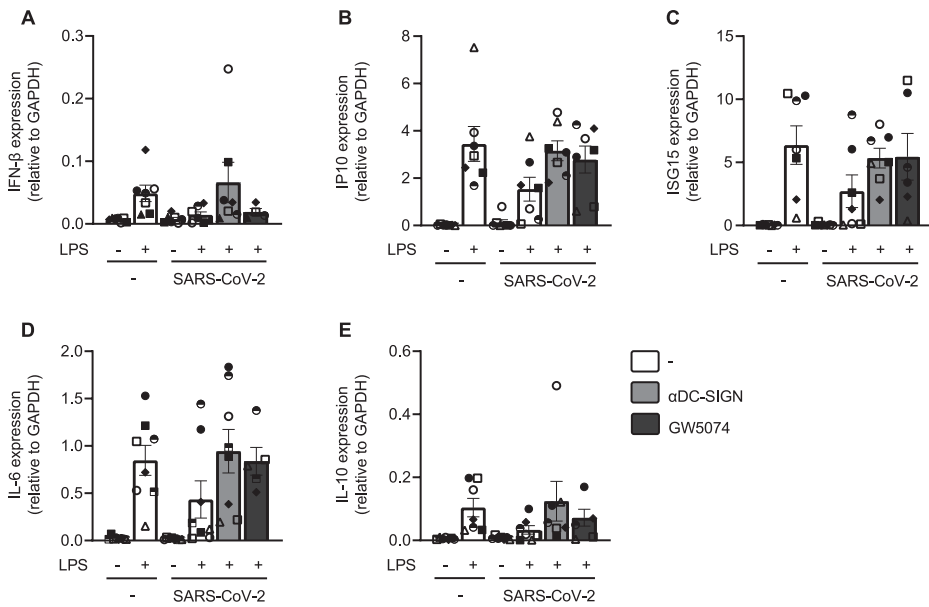 A
IFN-β expression
(relative to GAPDH)
0.3
0.2
0.1
0.0
LPS - + - + + +
- SARS-CoV-2
B
IP10 expression
(relative to GAPDH)
10
8
6
4
2
0
LPS - + - + + +
- SARS-CoV-2
C
ISG15 expression
(relative to GAPDH)
15
10
5
0
LPS - + - + + +
- SARS-CoV-2
D
IL-6 expression
(relative to GAPDH)
2.0
1.5
1.0
0.5
0.0
LPS - + - + + +
- SARS-CoV-2
E
IL-10 expression
(relative to GAPDH)
0.6
0.4
0.2
0.0
LPS - + - + + +
- SARS-CoV-2
-
αDC-SIGN
GW5074